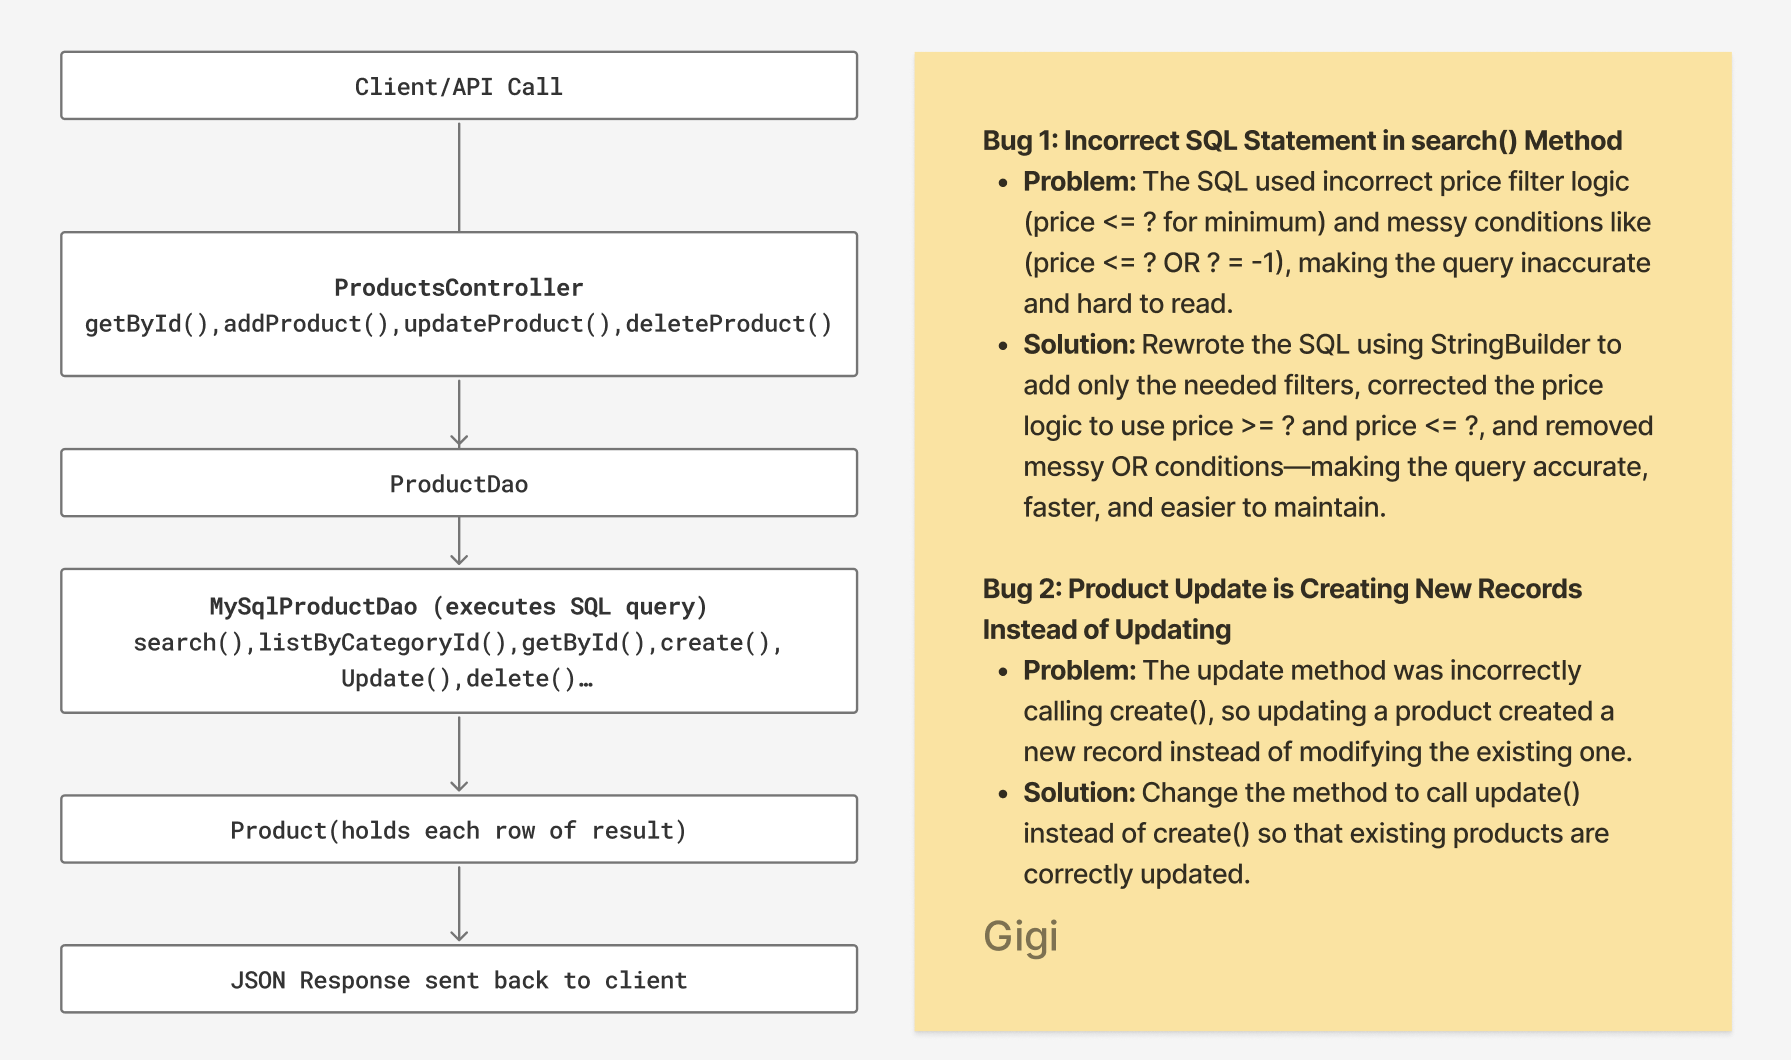 Client/API Call
ProductsController
getById(),addProduct(),updateProduct(),deleteProduct()
ProductDao
MySqlProductDao (executes SQL query)
search(),listByCategoryId(),getById(),create(),
Update(),delete()…
Product(holds each row of result)
JSON Response sent back to client
Bug 1: Incorrect SQL Statement in search() Method
• Problem: The SQL used incorrect price filter logic
(price <= ? for minimum) and messy conditions like
(price <= ? OR ? = -1), making the query inaccurate
and hard to read.
• Solution: Rewrote the SQL using StringBuilder to
add only the needed filters, corrected the price
logic to use price >= ? and price <= ?, and removed
messy OR conditions—making the query accurate,
faster, and easier to maintain.
Bug 2: Product Update is Creating New Records
Instead of Updating
• Problem: The update method was incorrectly
calling create(), so updating a product created a
new record instead of modifying the existing one.
• Solution: Change the method to call update()
instead of create() so that existing products are
correctly updated.
Gigi